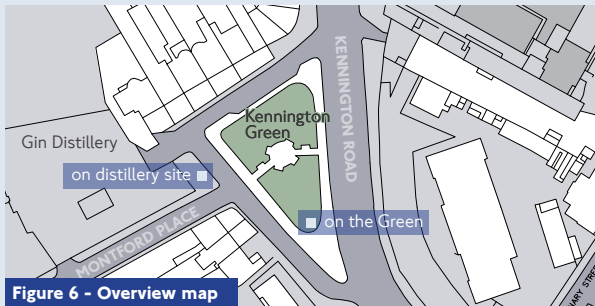 KENNINGTON ROAD
Kennington
Green
Gin Distillery
on distillery site
on the Green
MONTFORD PLACE
Figure 6 - Overview map